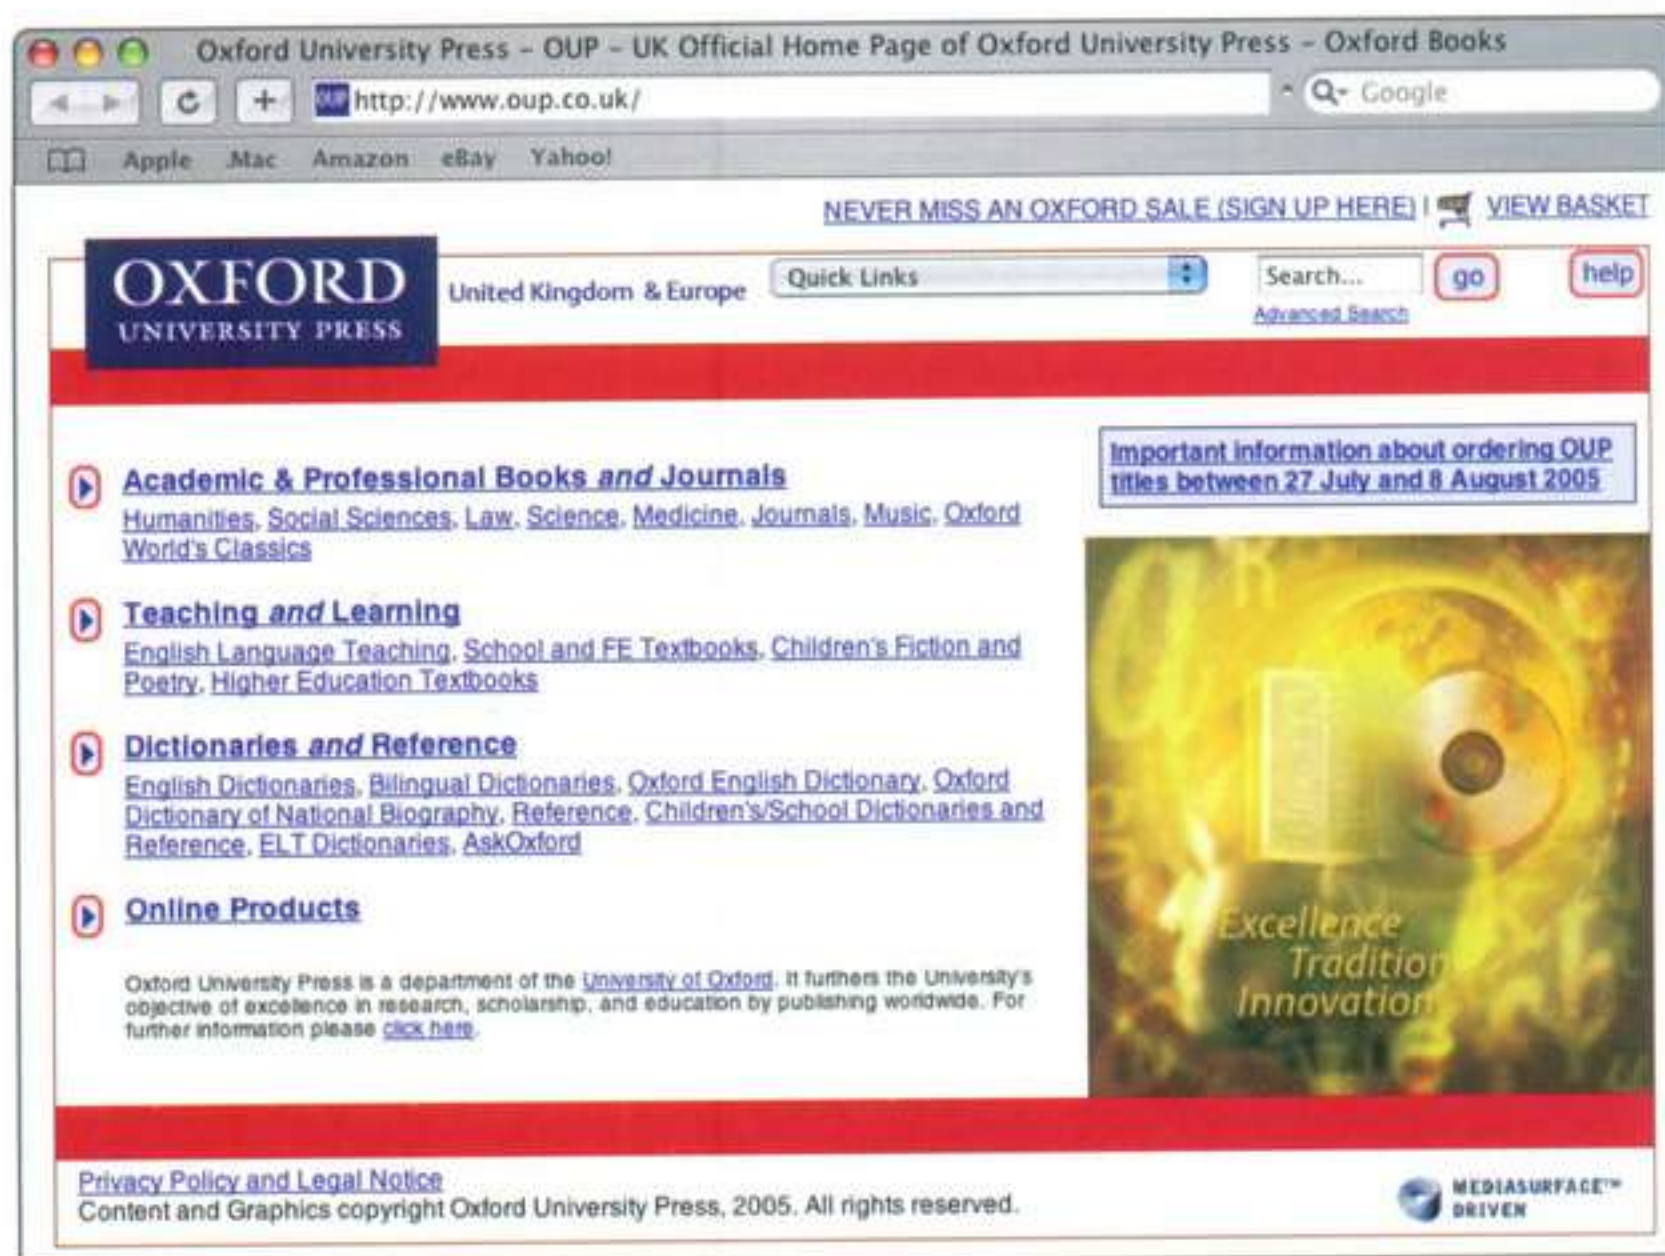 Oxford University Press – OUP – UK Official Home Page of Oxford University Press – Oxford Books
OUP http://www.oup.co.uk/
Google
Apple .Mac Amazon eBay Yahoo!
NEVER MISS AN OXFORD SALE (SIGN UP HERE) | VIEW BASKET
OXFORD
UNIVERSITY PRESS
United Kingdom & Europe
Quick Links
Search...
go
help
Advanced Search
Important information about ordering OUP
titles between 27 July and 8 August 2005
Academic & Professional Books and Journals
Humanities, Social Sciences, Law, Science, Medicine, Journals, Music, Oxford
World's Classics
Teaching and Learning
English Language Teaching, School and FE Textbooks, Children's Fiction and
Poetry, Higher Education Textbooks
Dictionaries and Reference
English Dictionaries, Bilingual Dictionaries, Oxford English Dictionary, Oxford
Dictionary of National Biography, Reference, Children's/School Dictionaries and
Reference, ELT Dictionaries, AskOxford
Online Products
Oxford University Press is a department of the University of Oxford. It furthers the University's
objective of excellence in research, scholarship, and education by publishing worldwide. For
further information please click here.
Excellence
Tradition
Innovation
Privacy Policy and Legal Notice
Content and Graphics copyright Oxford University Press, 2005. All rights reserved.
MEDIASURFACE™
DRIVEN